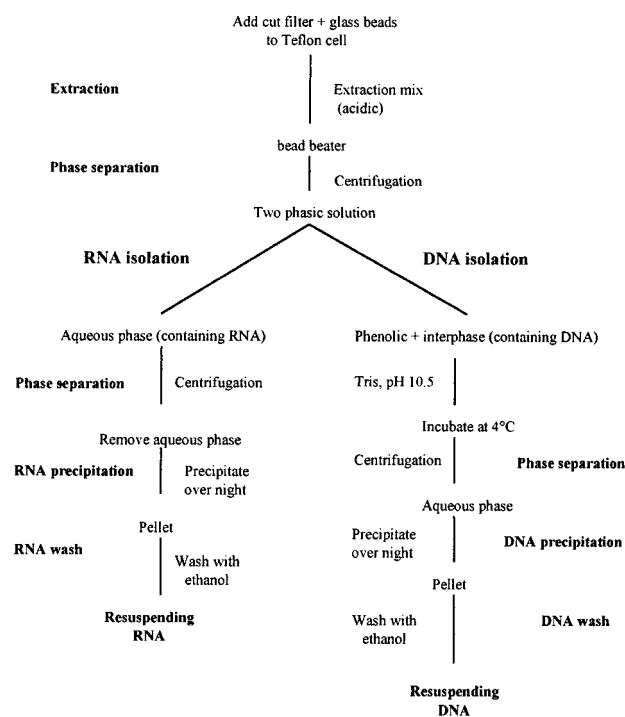 Add cut filter + glass beads
to Teflon cell
Extraction
Extraction mix
(acidic)
bead beater
Phase separation
Centrifugation
Two phasic solution
RNA isolation
DNA isolation
Aqueous phase (containing RNA)
Phase separation
Centrifugation
Remove aqueous phase
RNA precipitation
Precipitate
over night
Pellet
RNA wash
Wash with
ethanol
Resuspending
RNA
Phenolic + interphase (containing DNA)
Tris, pH 10.5
Incubate at 4°C
Centrifugation
Phase separation
Aqueous phase
Precipitate
over night
DNA precipitation
Pellet
Wash with
ethanol
DNA wash
Resuspending
DNA